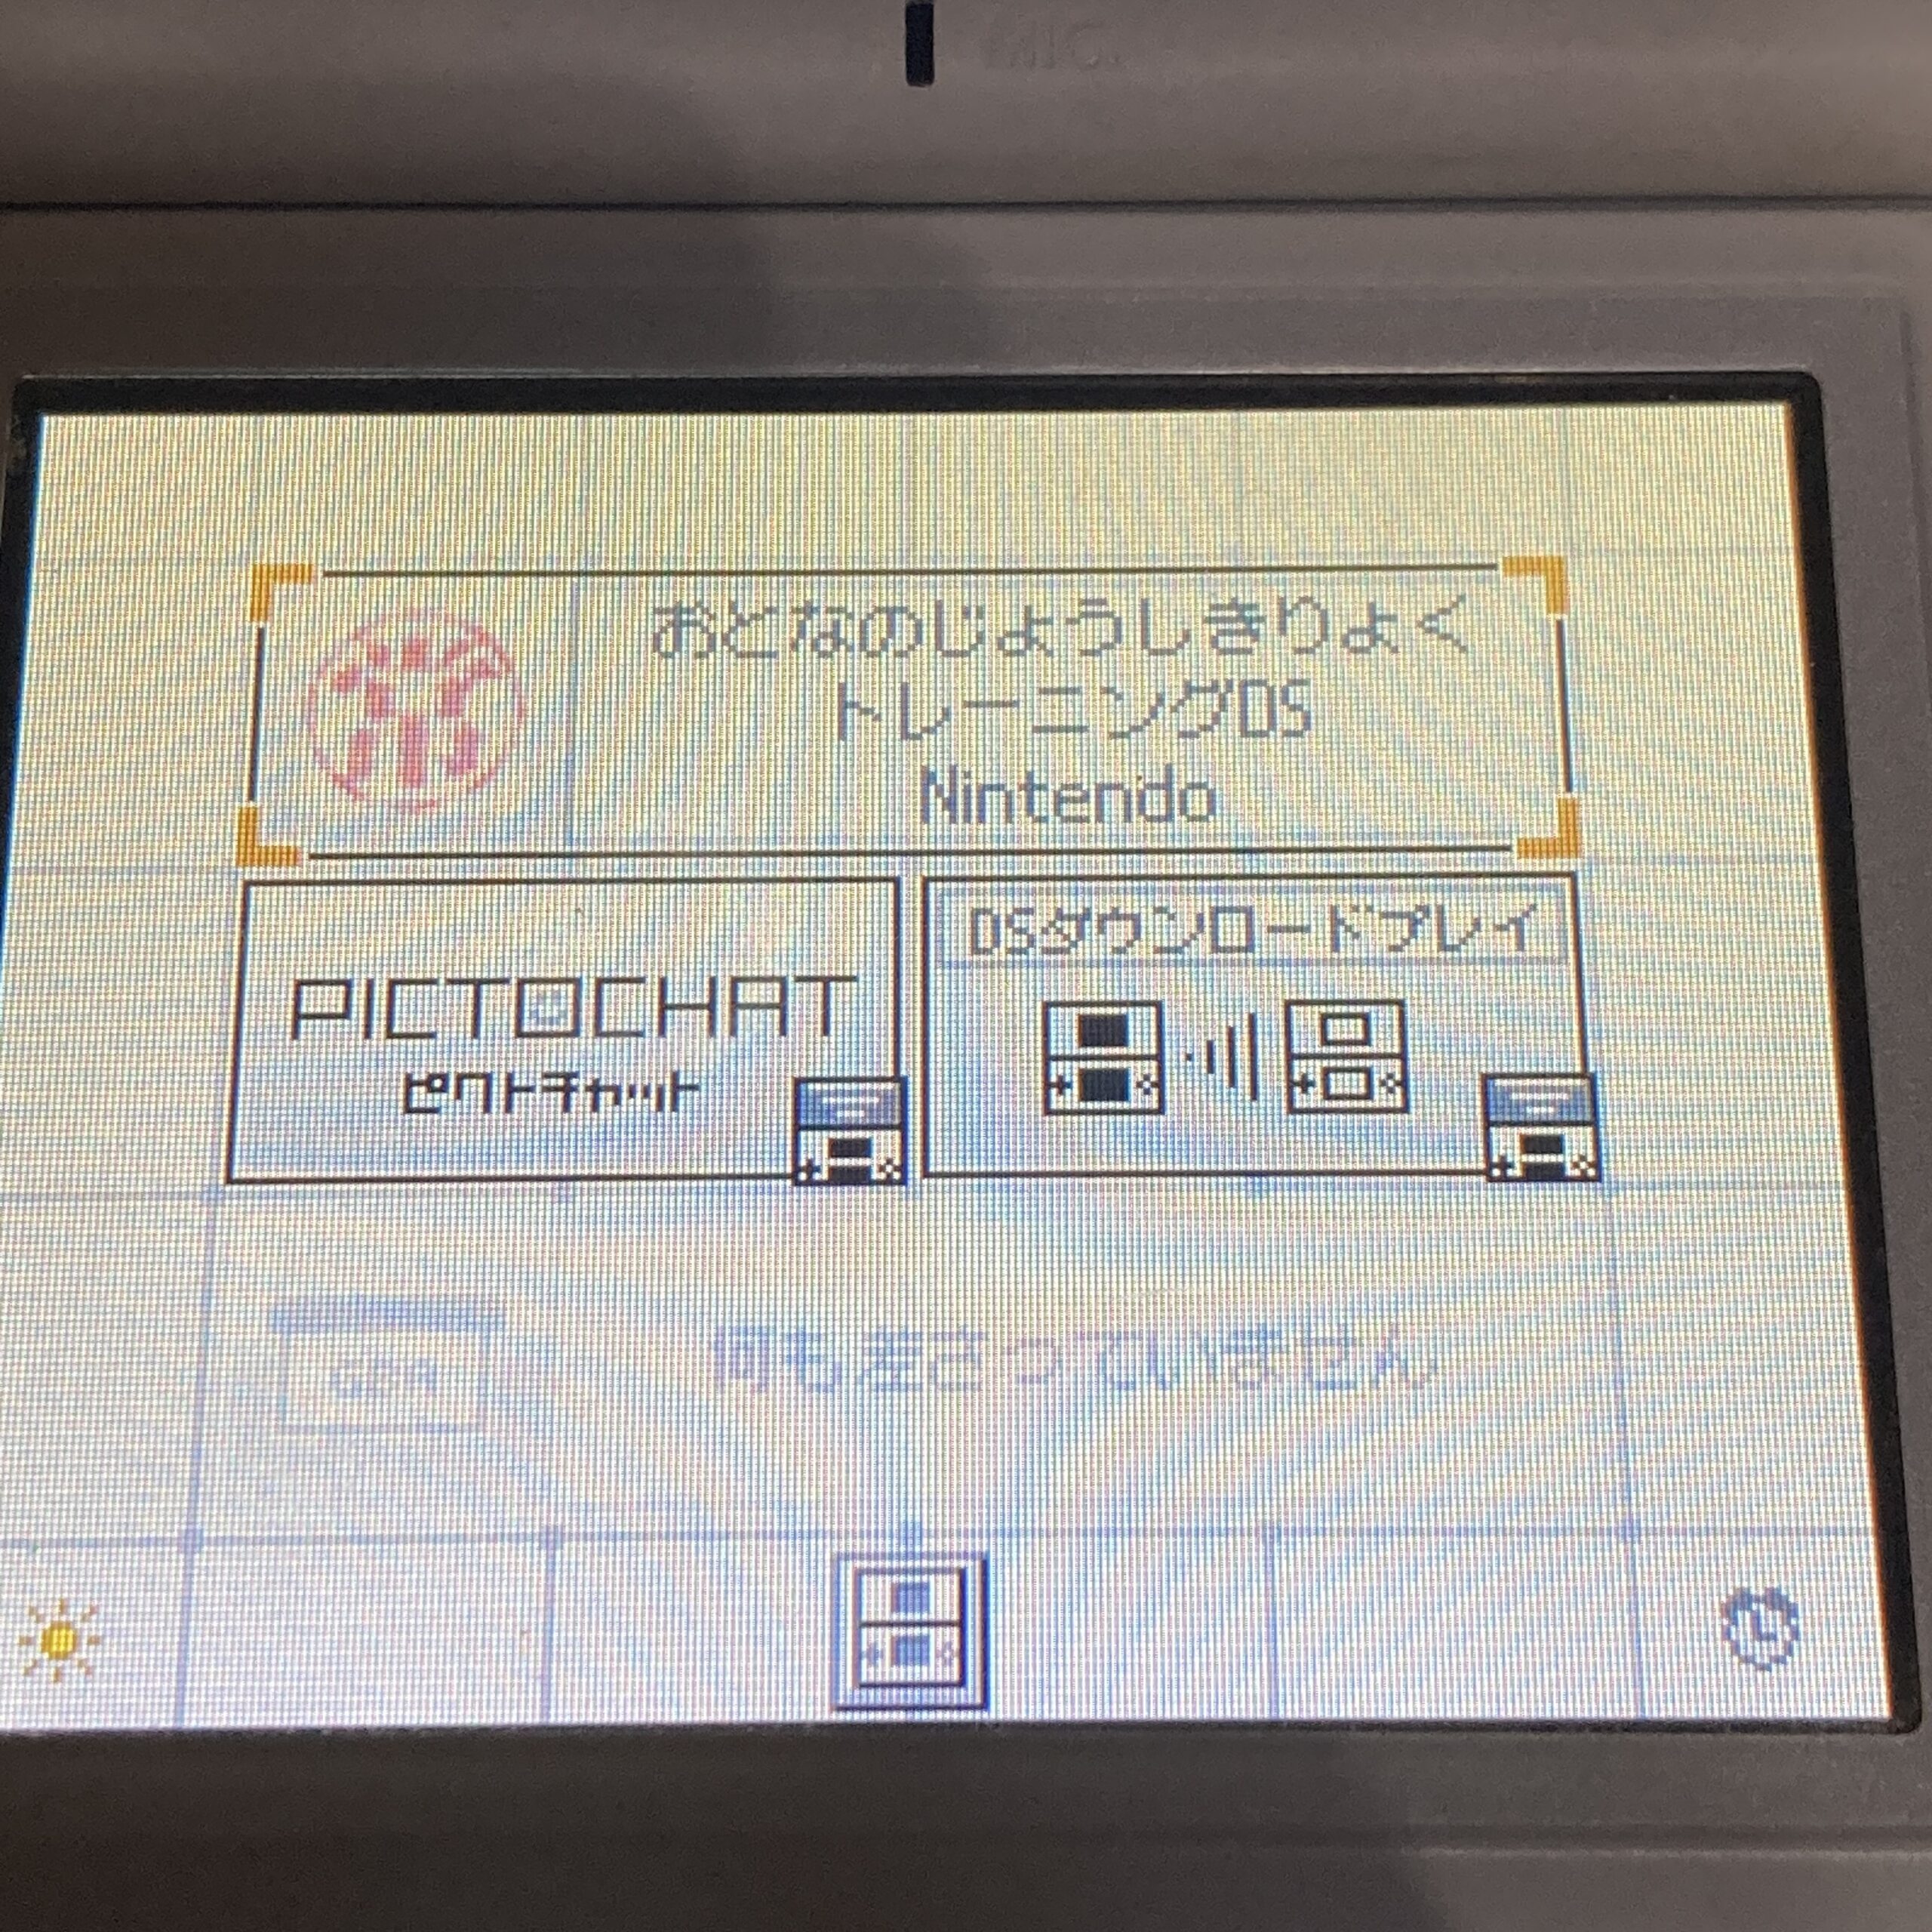 MIC.
おとなのじょうしきりょく
トレーニングDS
Nintendo
PICTOCHAT
ピクトチャット
DSダウンロードプレイ
GBA
何も差さっていません